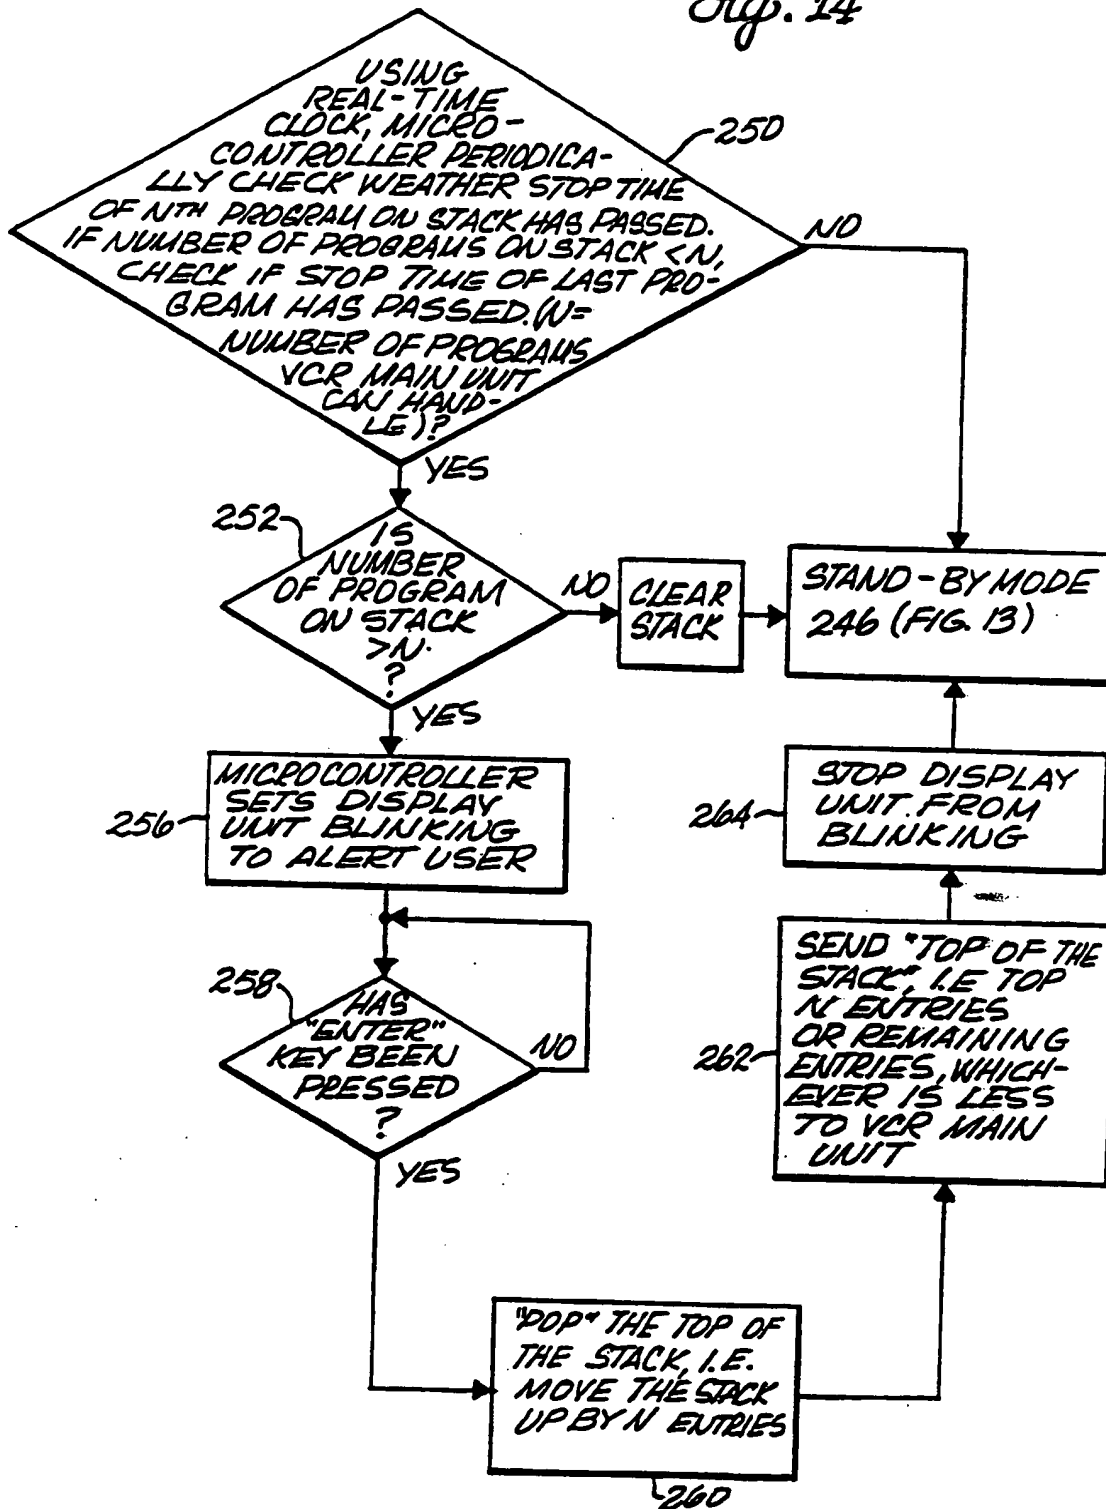 Fig. 14
USING
REAL-TIME
CLOCK, MICRO-
CONTROLLER PERIODICA-
LLY CHECK WEATHER STOP TIME
OF NTH PROGRAM ON STACK HAS PASSED.
IF NUMBER OF PROGRAMS ON STACK <N,
CHECK IF STOP TIME OF LAST PRO-
GRAM HAS PASSED. (N=
NUMBER OF PROGRAMS
VCR MAIN UNIT
CAN HAND-
LE)?
250
NO
YES
252
IS
NUMBER
OF PROGRAM
ON STACK
>N.
?
NO
CLEAR
STACK
STAND-BY MODE
246 (FIG. 13)
YES
MICROCONTROLLER
SETS DISPLAY
UNIT BLINKING
TO ALERT USER
256
STOP DISPLAY
UNIT. FROM
BLINKING
264
258
HAS
"ENTER"
KEY BEEN
PRESSED
?
NO
YES
SEND "TOP OF THE
STACK", I.E TOP
N ENTRIES
OR REMAINING
ENTRIES, WHICH-
EVER IS LESS
TO VCR MAIN
UNIT
262
"POP" THE TOP OF
THE STACK, I.E.
MOVE THE STACK
UP BY N ENTRIES
260